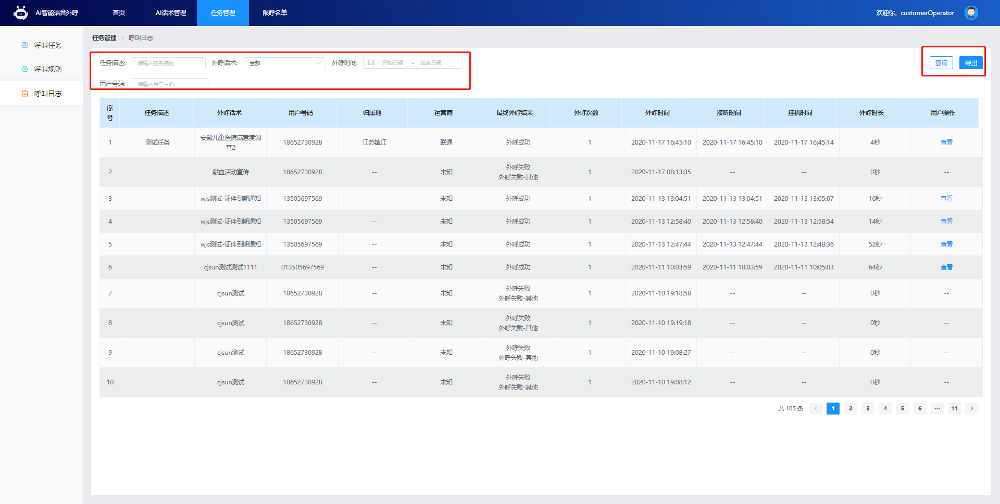 AI智能语音外呼 首页 AI话术管理 任务管理 限呼名单 欢迎你，customerOperator
呼叫任务
呼叫规则
呼叫日志
任务管理 > 呼叫日志
任务描述: 请输入任务描述 外呼话术: 全部 外呼时间: 开始日期 - 结束日期 查询 导出
用户号码: 请输入用户号码
序号 任务描述 外呼话术 用户号码 归属地 运营商 最终外呼结果 外呼次数 外呼时间 接听时间 挂机时间 外呼时长 用户操作
1 测试任务 安徽儿童医院满意度调查2 18652730928 江苏镇江 联通 外呼成功 1 2020-11-17 16:45:10 2020-11-17 16:45:10 2020-11-17 16:45:14 4秒 查看
2 献血活动宣传 18652730928 -- 未知 外呼失败 外呼失败-其他 1 2020-11-17 08:13:35 -- -- 0秒 --
3 wjs测试-证件到期通知 13505697569 -- 未知 外呼成功 1 2020-11-13 13:04:51 2020-11-13 13:04:51 2020-11-13 13:05:07 16秒 查看
4 wjs测试-证件到期通知 13505697569 -- 未知 外呼成功 1 2020-11-13 12:58:40 2020-11-13 12:58:40 2020-11-13 12:58:54 14秒 查看
5 wjs测试-证件到期通知 13505697569 -- 未知 外呼成功 1 2020-11-13 12:47:44 2020-11-13 12:47:44 2020-11-13 12:48:36 52秒 查看
6 cjsun测试测试1111 013505697569 -- 未知 外呼成功 1 2020-11-11 10:03:59 2020-11-11 10:03:59 2020-11-11 10:05:03 64秒 查看
7 cjsun测试 18652730928 -- 未知 外呼失败 外呼失败-其他 1 2020-11-10 19:18:58 -- -- 0秒 --
8 cjsun测试 18652730928 -- 未知 外呼失败 外呼失败-其他 1 2020-11-10 19:19:18 -- -- 0秒 --
9 cjsun测试 18652730928 -- 未知 外呼失败 外呼失败-其他 1 2020-11-10 19:08:27 -- -- 0秒 --
10 cjsun测试 18652730928 -- 未知 外呼失败 外呼失败-其他 1 2020-11-10 19:08:12 -- -- 0秒 --
共 105 条 < 1 2 3 4 5 6 ··· 11 >